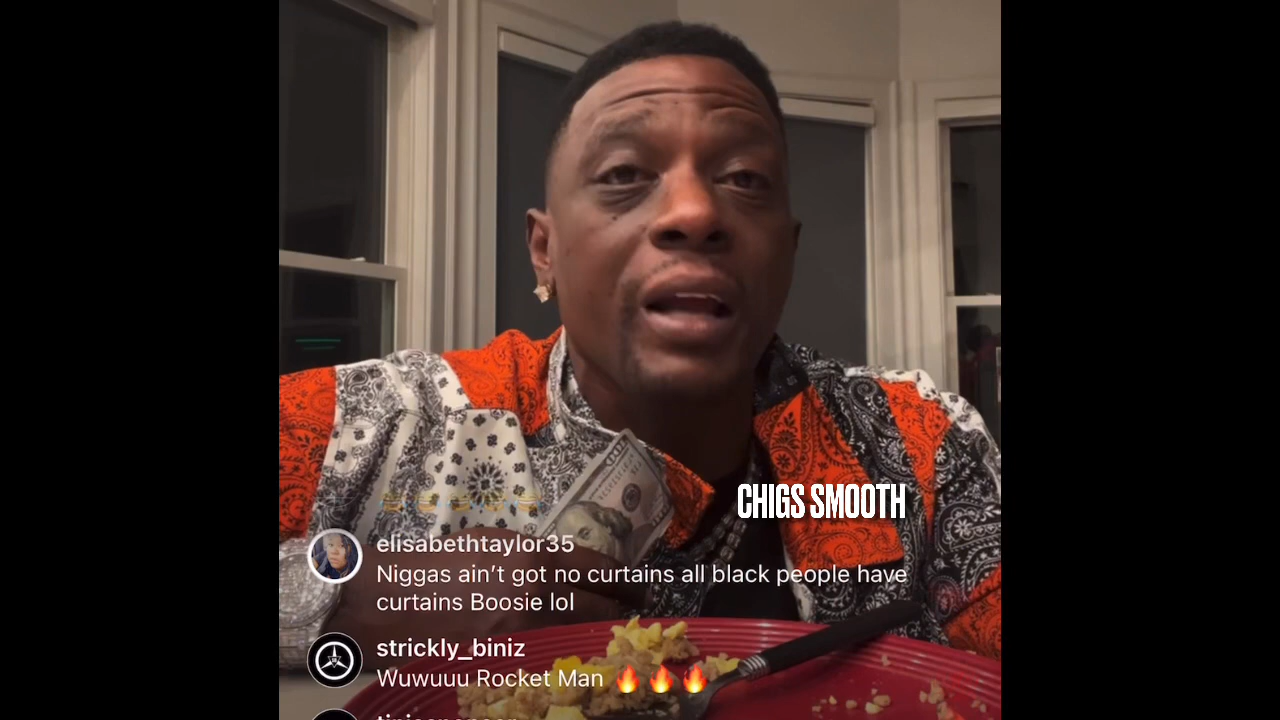 CHIGS SMOOTH
elisabethtaylor35
Niggas ain’t got no curtains all black people have
curtains Boosie lol
strickly_biniz
Wuwuuu Rocket Man 🔥🔥🔥